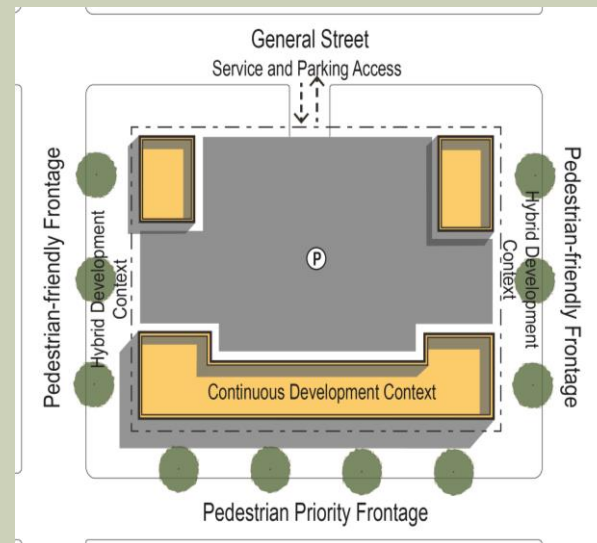 General Street
Service and Parking Access
Pedestrian-friendly Frontage
Hybrid Development
Context
P
Context
Hybrid Development
Pedestrian-friendly Frontage
Continuous Development Context
Pedestrian Priority Frontage